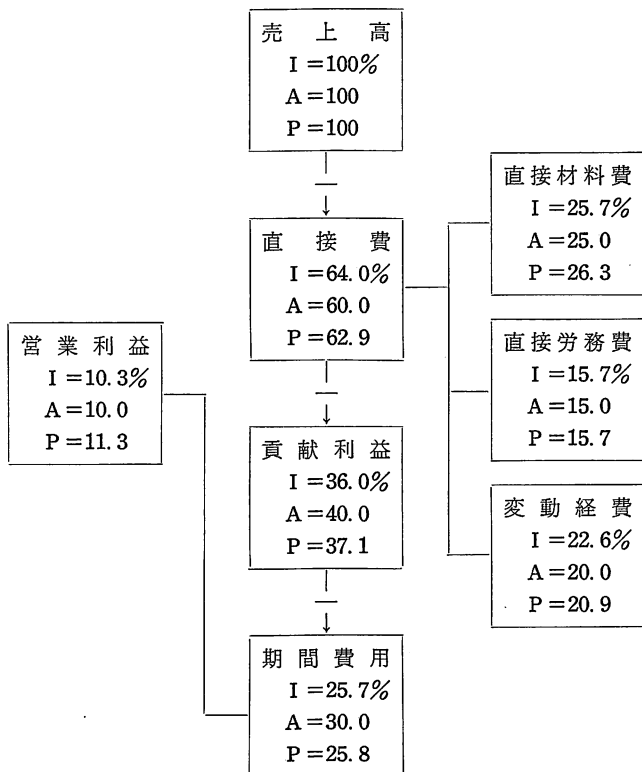 売上高
I=100%
A=100
P=100
直接費
I=64.0%
A=60.0
P=62.9
直接材料費
I=25.7%
A=25.0
P=26.3
直接労務費
I=15.7%
A=15.0
P=15.7
変動経費
I=22.6%
A=20.0
P=20.9
営業利益
I=10.3%
A=10.0
P=11.3
貢献利益
I=36.0%
A=40.0
P=37.1
期間費用
I=25.7%
A=30.0
P=25.8